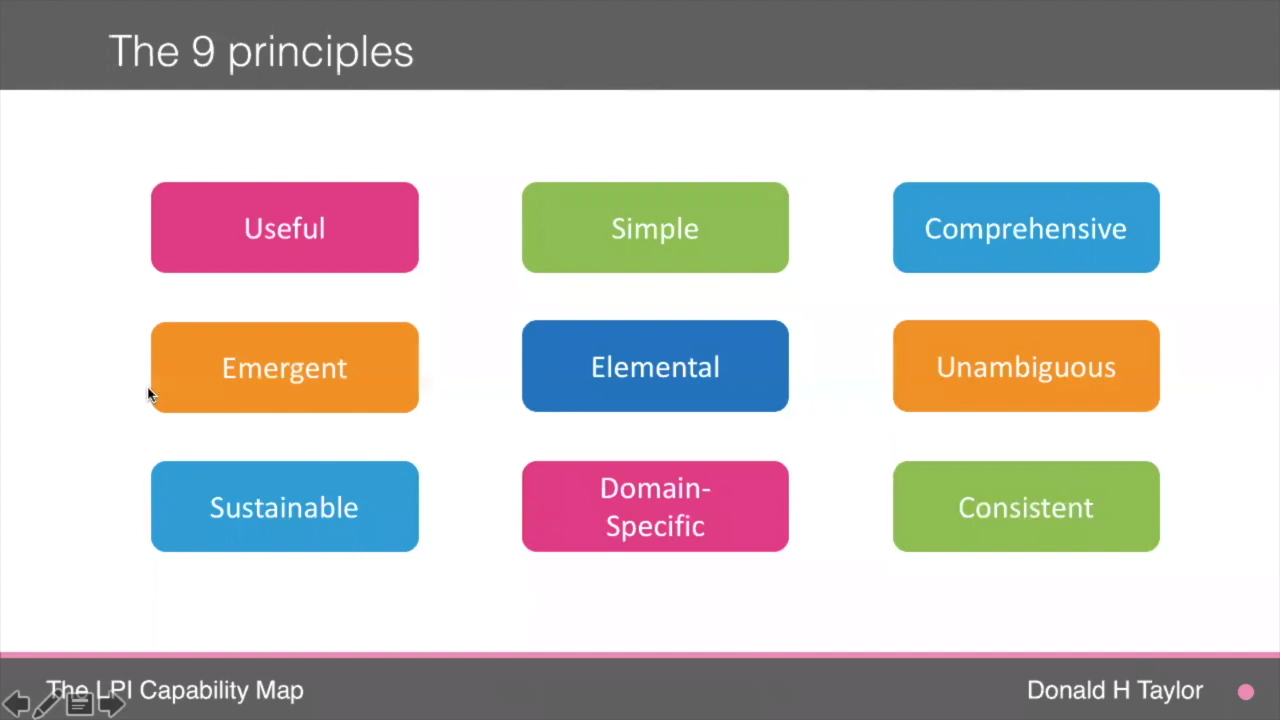 The 9 principles
Useful
Simple
Comprehensive
Emergent
Elemental
Unambiguous
Sustainable
Domain-
Specific
Consistent
The LPI Capability Map
Donald H Taylor